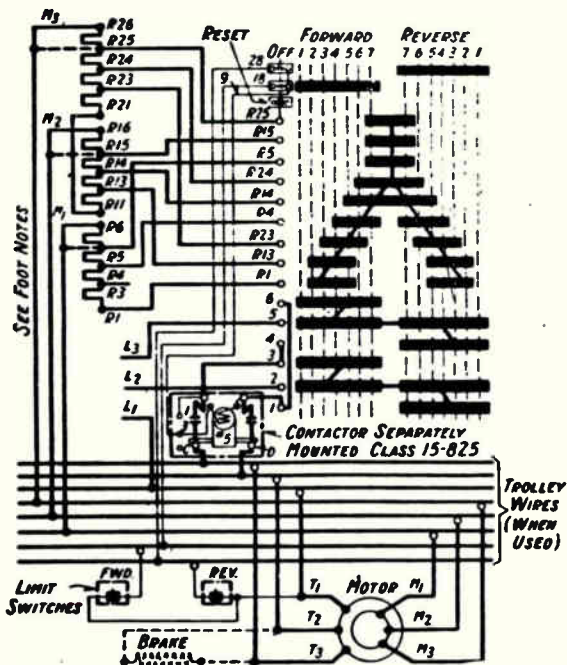 M3
R26
R25
R24
R23
R21
M2
R16
R15
R14
R13
R11
M1
R6
R5
R4
R3
R1
SEE FOOT NOTES
RESET
OFF
FORWARD
1 2 3 4 5 6 7
REVERSE
7 6 5 4 3 2 1
28
18
9
R25
R15
R5
R24
R14
R4
R23
R13
R1
6
5
4
3
2
1
L3
L2
L1
CONTACTOR SEPARATELY
MOUNTED CLASS 15-825
TROLLEY
WIRES
(WHEN
USED)
LIMIT
SWITCHES
FWD.
REV.
BRAKE
T1
T2
T3
MOTOR
M1
M2
M3